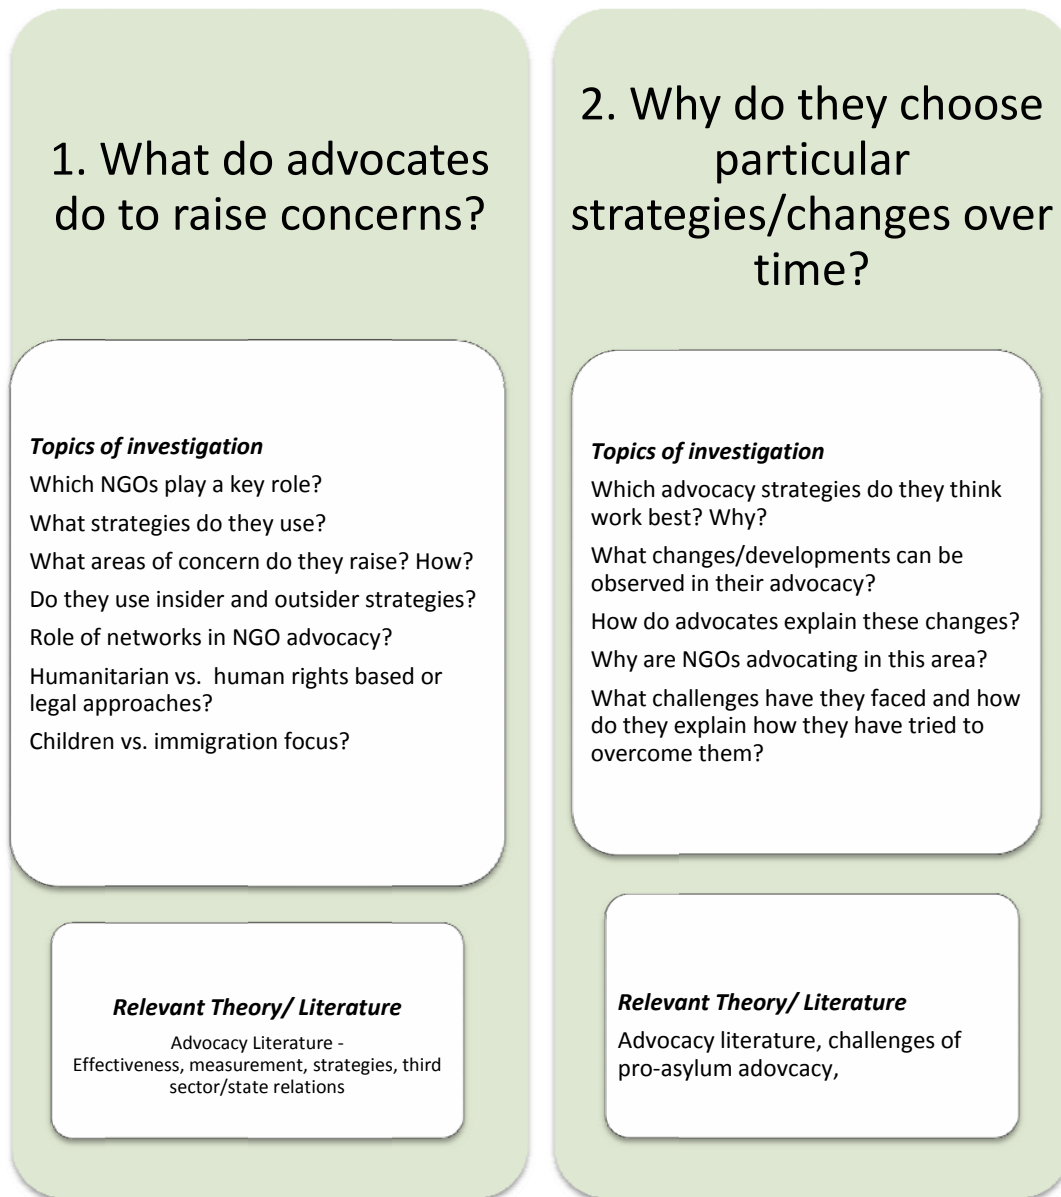 1. What do advocates
do to raise concerns?
Topics of investigation
Which NGOs play a key role?
What strategies do they use?
What areas of concern do they raise? How?
Do they use insider and outsider strategies?
Role of networks in NGO advocacy?
Humanitarian vs. human rights based or
legal approaches?
Children vs. immigration focus?
Relevant Theory/ Literature
Advocacy Literature -
Effectiveness, measurement, strategies, third
sector/state relations
2. Why do they choose
particular
strategies/changes over
time?
Topics of investigation
Which advocacy strategies do they think
work best? Why?
What changes/developments can be
observed in their advocacy?
How do advocates explain these changes?
Why are NGOs advocating in this area?
What challenges have they faced and how
do they explain how they have tried to
overcome them?
Relevant Theory/ Literature
Advocacy literature, challenges of
pro-asylum adovcacy,